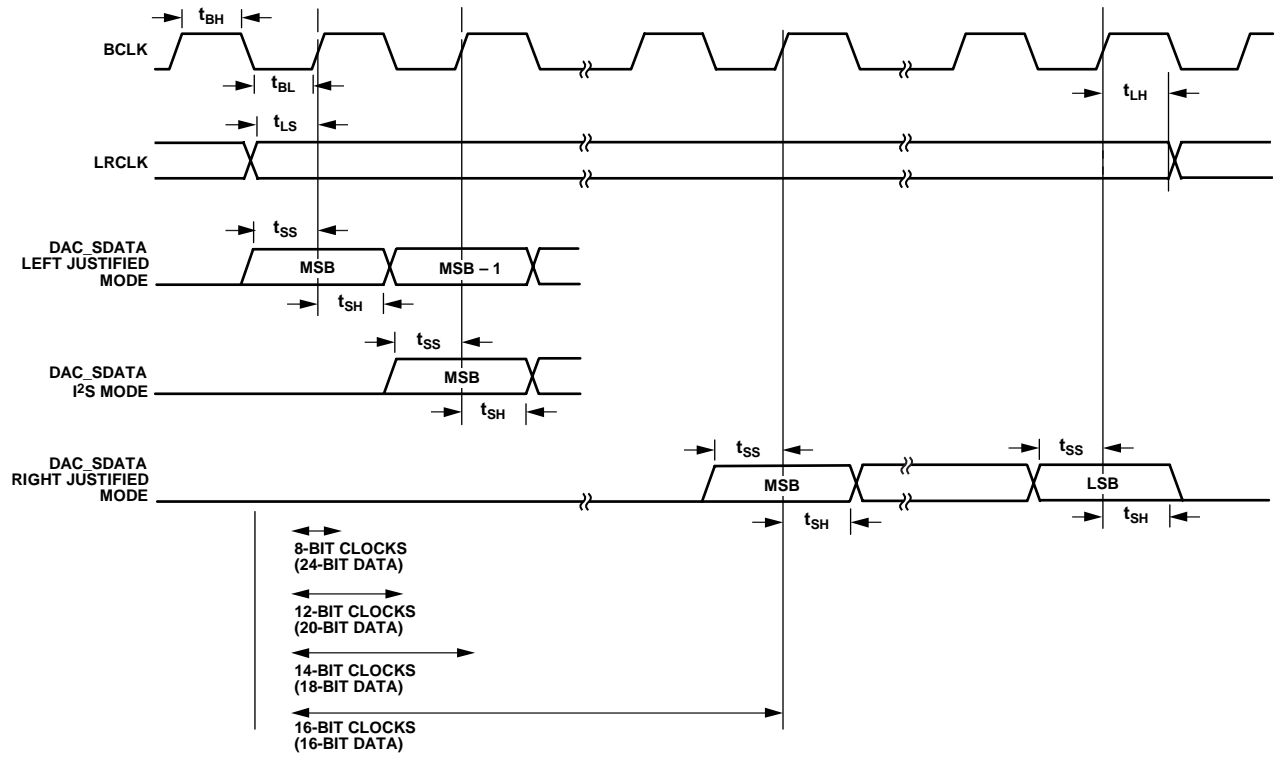 tBH
BCLK
tBL
tLH
tLS
LRCLK
tSS
DAC_SDATA
LEFT JUSTIFIED
MODE
MSB
MSB – 1
tSH
tSS
DAC_SDATA
I2S MODE
MSB
tSH
tSS
tSS
DAC_SDATA
RIGHT JUSTIFIED
MODE
MSB
LSB
tSH
tSH
8-BIT CLOCKS
(24-BIT DATA)
12-BIT CLOCKS
(20-BIT DATA)
14-BIT CLOCKS
(18-BIT DATA)
16-BIT CLOCKS
(16-BIT DATA)